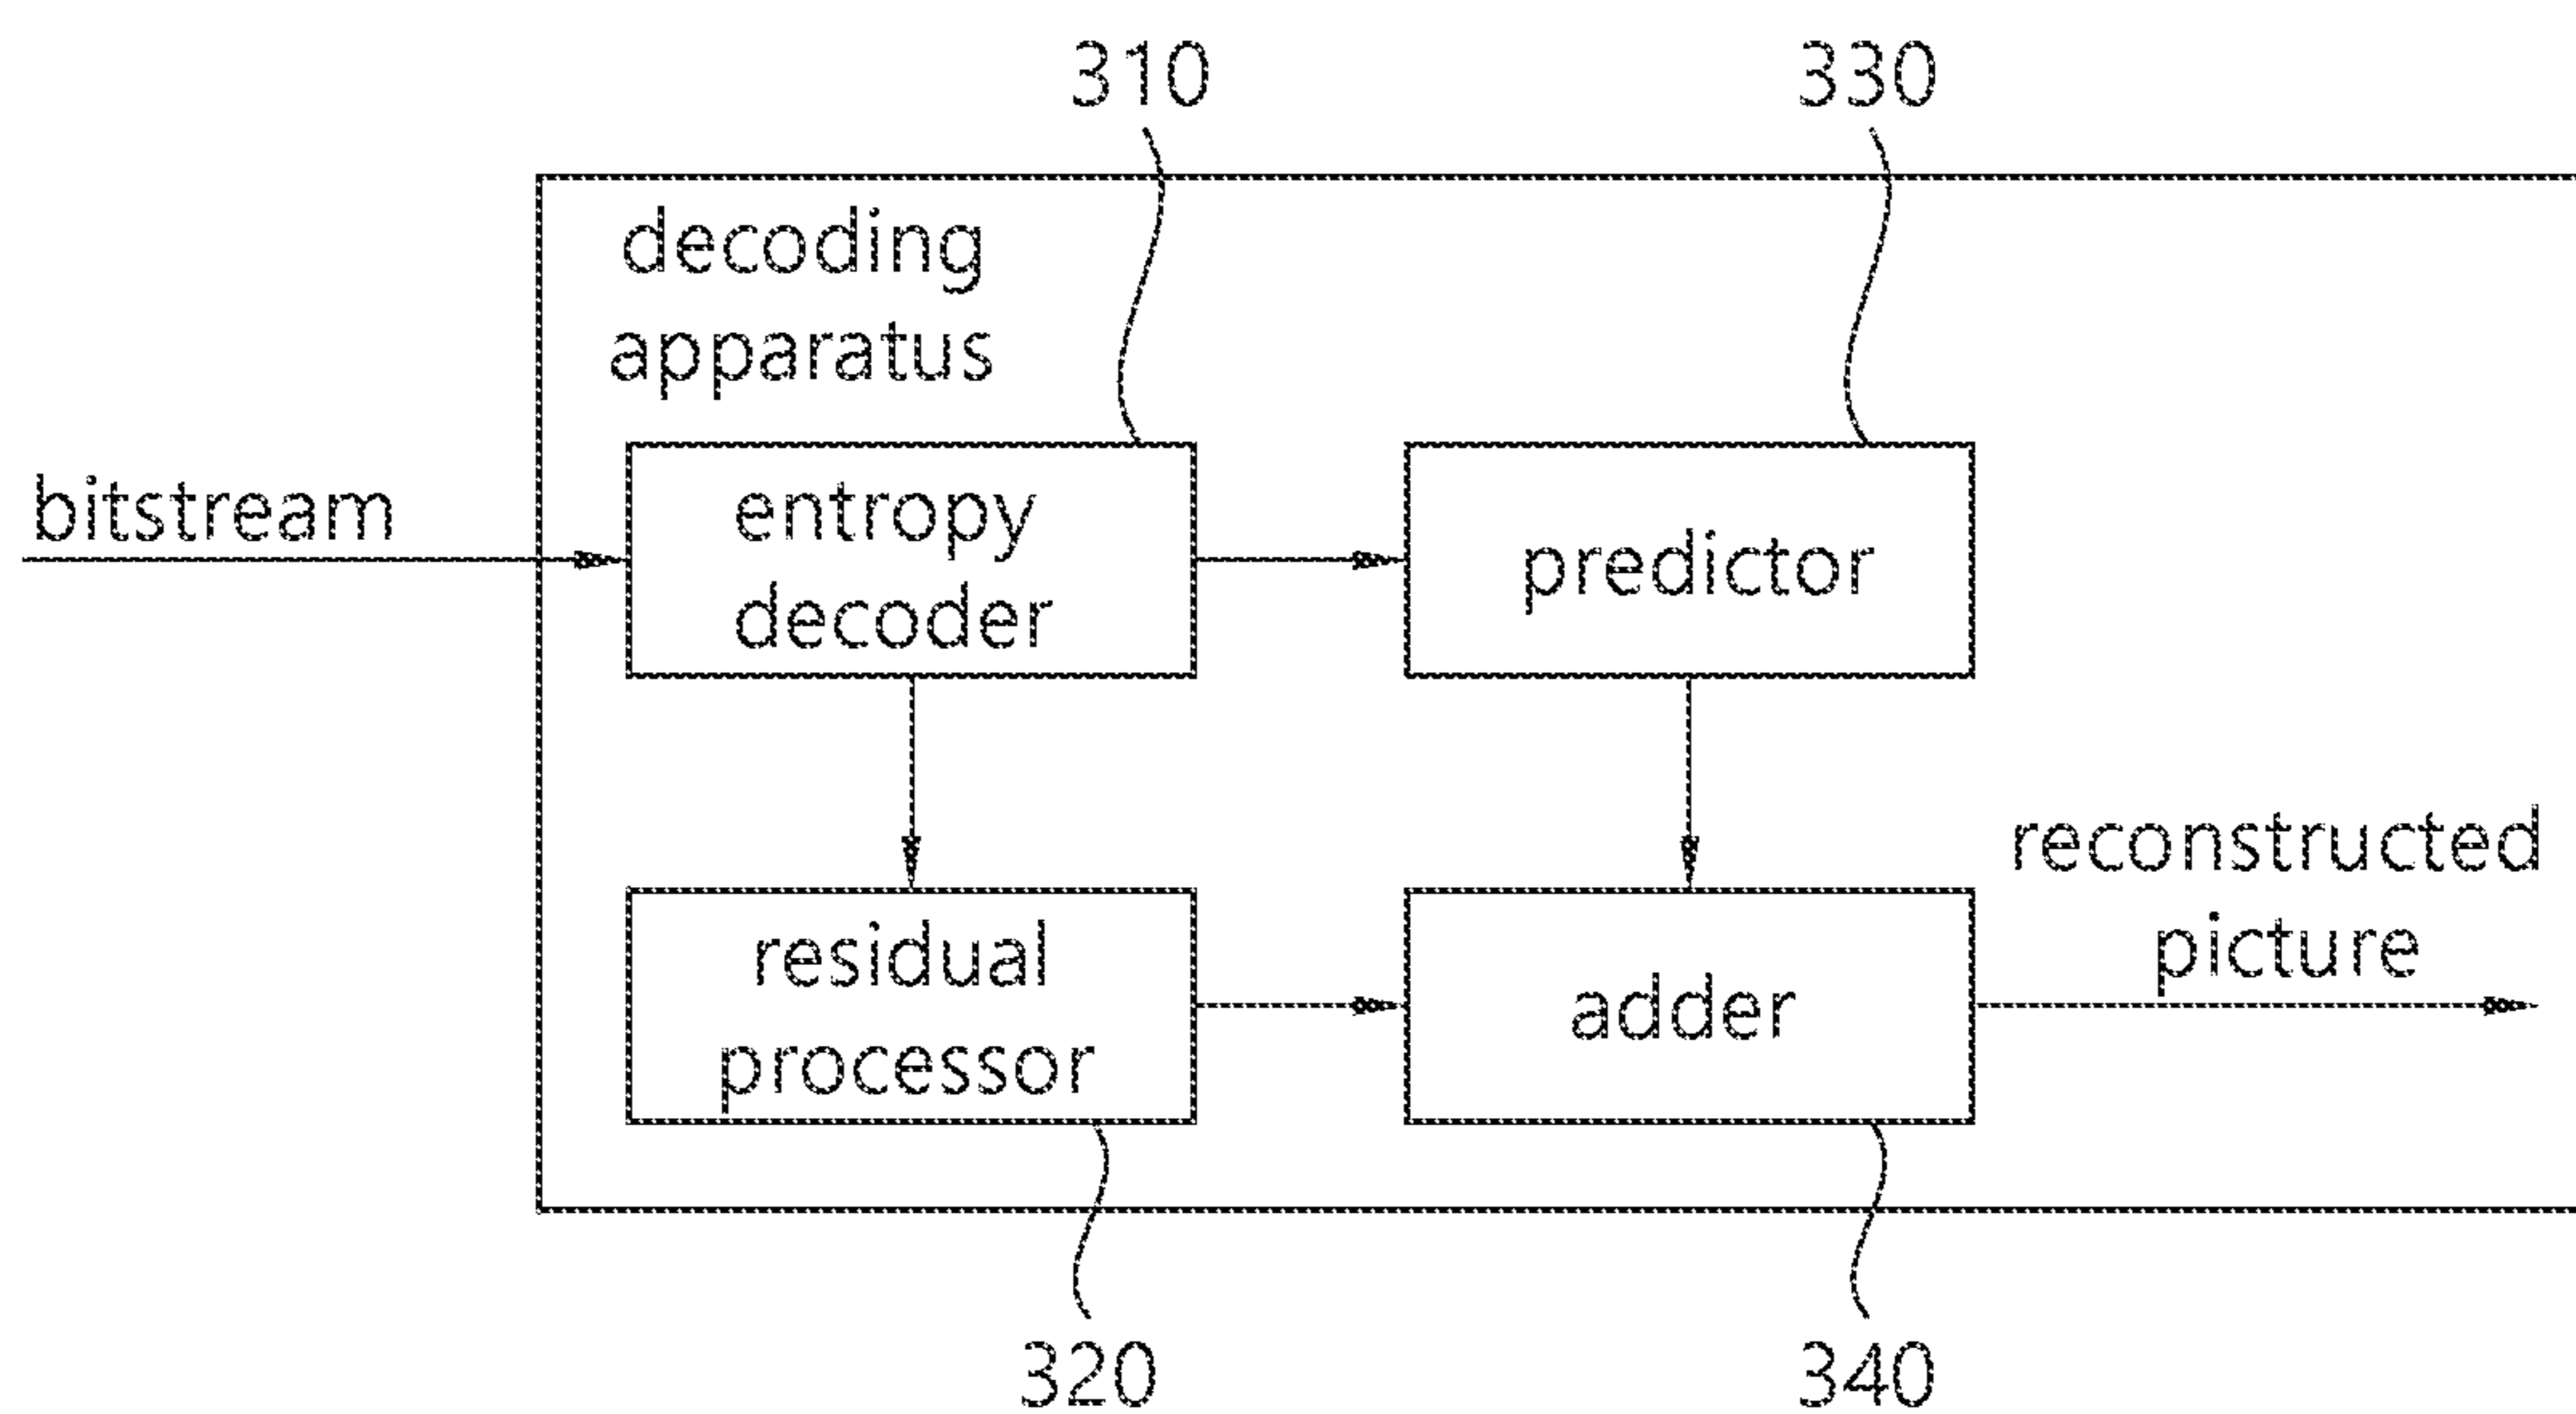 310
330
decoding
apparatus
bitstream
entropy
decoder
predictor
residual
processor
adder
reconstructed
picture
320
340